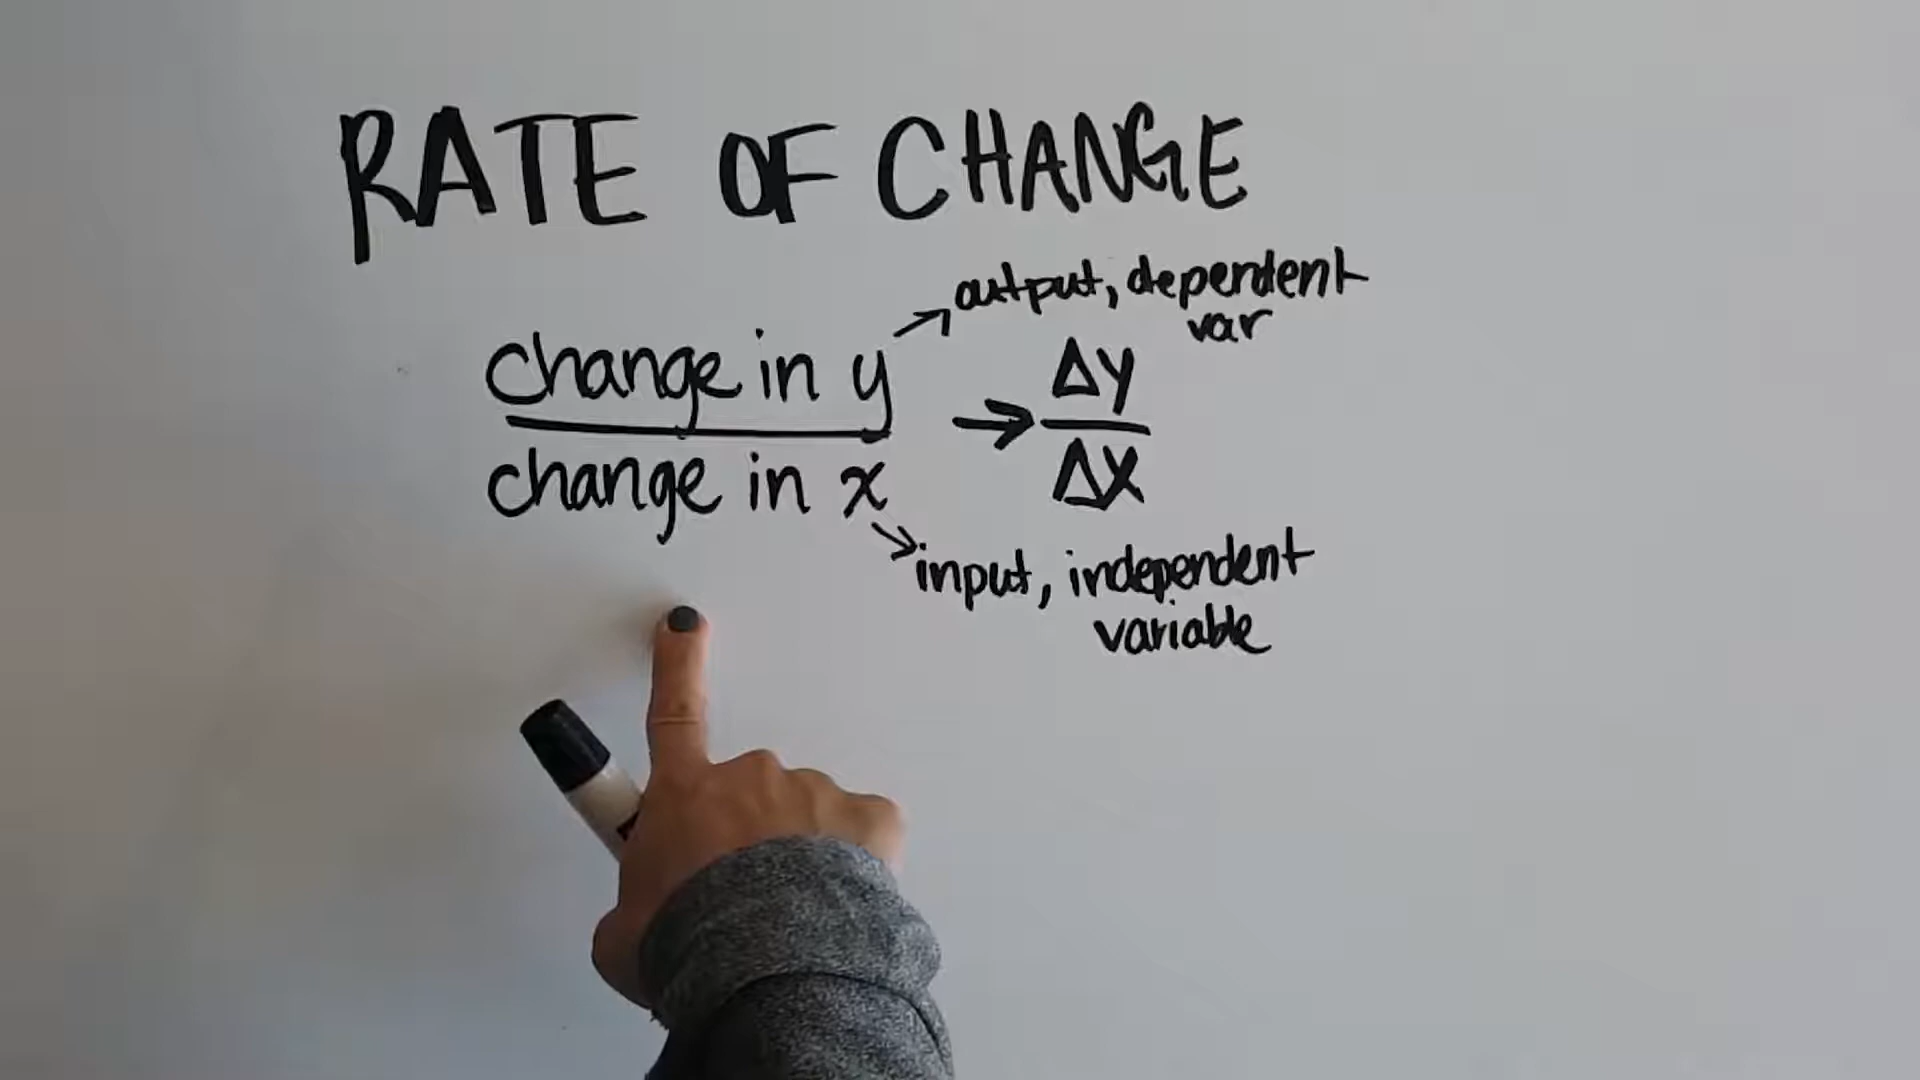 RATE OF CHANGE
output, dependent
var
change in y
change in x
→ Δy
Δx
input, independent
variable